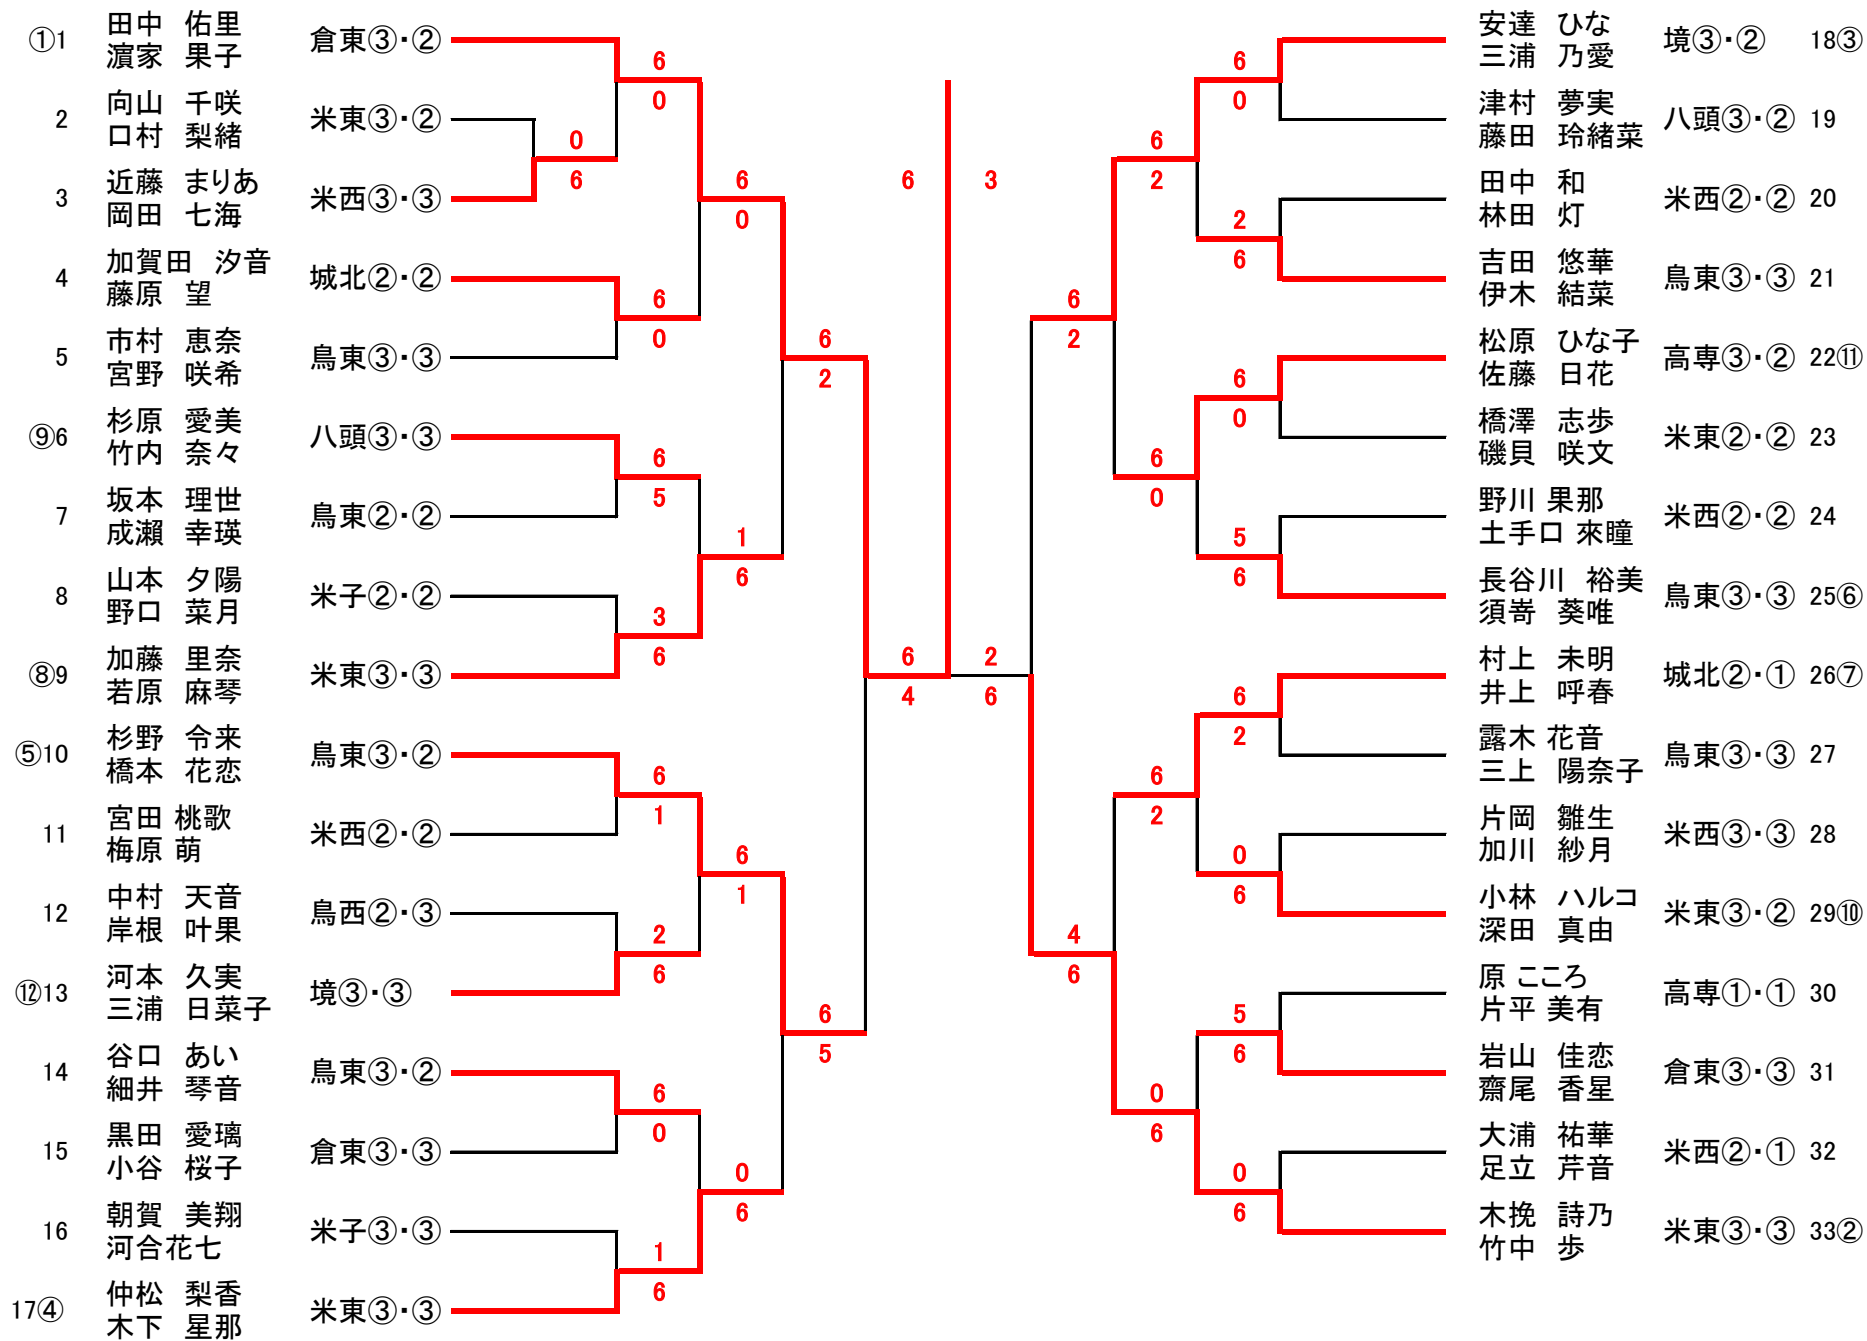 ①1 田中 佑里 倉東③・②
濵家 果子
2 向山 千咲 米東③・②
口村 梨緒
3 近藤 まりあ 米西③・③
岡田 七海
4 加賀田 汐音 城北②・②
藤原 望
5 市村 恵奈 鳥東③・③
宮野 咲希
⑨6 杉原 愛美 八頭③・③
竹内 奈々
7 坂本 理世 鳥東②・②
成瀬 幸瑛
8 山本 夕陽 米子②・②
野口 菜月
⑧9 加藤 里奈 米東③・③
若原 麻琴
⑤10 杉野 令来 鳥東③・②
橋本 花恋
11 宮田 桃歌 米西②・②
梅原 萌
12 中村 天音 鳥西②・③
岸根 叶果
⑫13 河本 久実 境③・③
三浦 日菜子
14 谷口 あい 鳥東③・②
細井 琴音
15 黒田 愛璃 倉東③・③
小谷 桜子
16 朝賀 美翔 米子③・③
河合花七
17④ 仲松 梨香 米東③・③
木下 星那
0
6
6
0
6
0
6
5
3
6
6
1
2
6
6
0
1
6
6
0
1
6
6
1
0
6
6
2
6
5
6
4
6 3
2
6
6
2
4
6
6
2
6
0
6
2
0
6
6
0
2
6
6
0
5
6
6
2
0
6
5
6
0
6
安達 ひな 境③・② 18③
三浦 乃愛
津村 夢実 八頭③・② 19
藤田 玲緒菜
田中 和 米西②・② 20
林田 灯
吉田 悠華 鳥東③・③ 21
伊木 結菜
松原 ひな子 高専③・② 22⑪
佐藤 日花
橋澤 志歩 米東②・② 23
磯貝 咲文
野川 果那 米西②・② 24
土手口 來瞳
長谷川 裕美 鳥東③・③ 25⑥
須嵜 葵唯
村上 未明 城北②・① 26⑦
井上 呼春
露木 花音 鳥東③・③ 27
三上 陽奈子
片岡 雛生 米西③・③ 28
加川 紗月
小林 ハルコ 米東③・② 29⑩
深田 真由
原 こころ 高専①・① 30
片平 美有
岩山 佳恋 倉東③・③ 31
齋尾 香星
大浦 祐華 米西②・① 32
足立 芹音
木挽 詩乃 米東③・③ 33②
竹中 歩